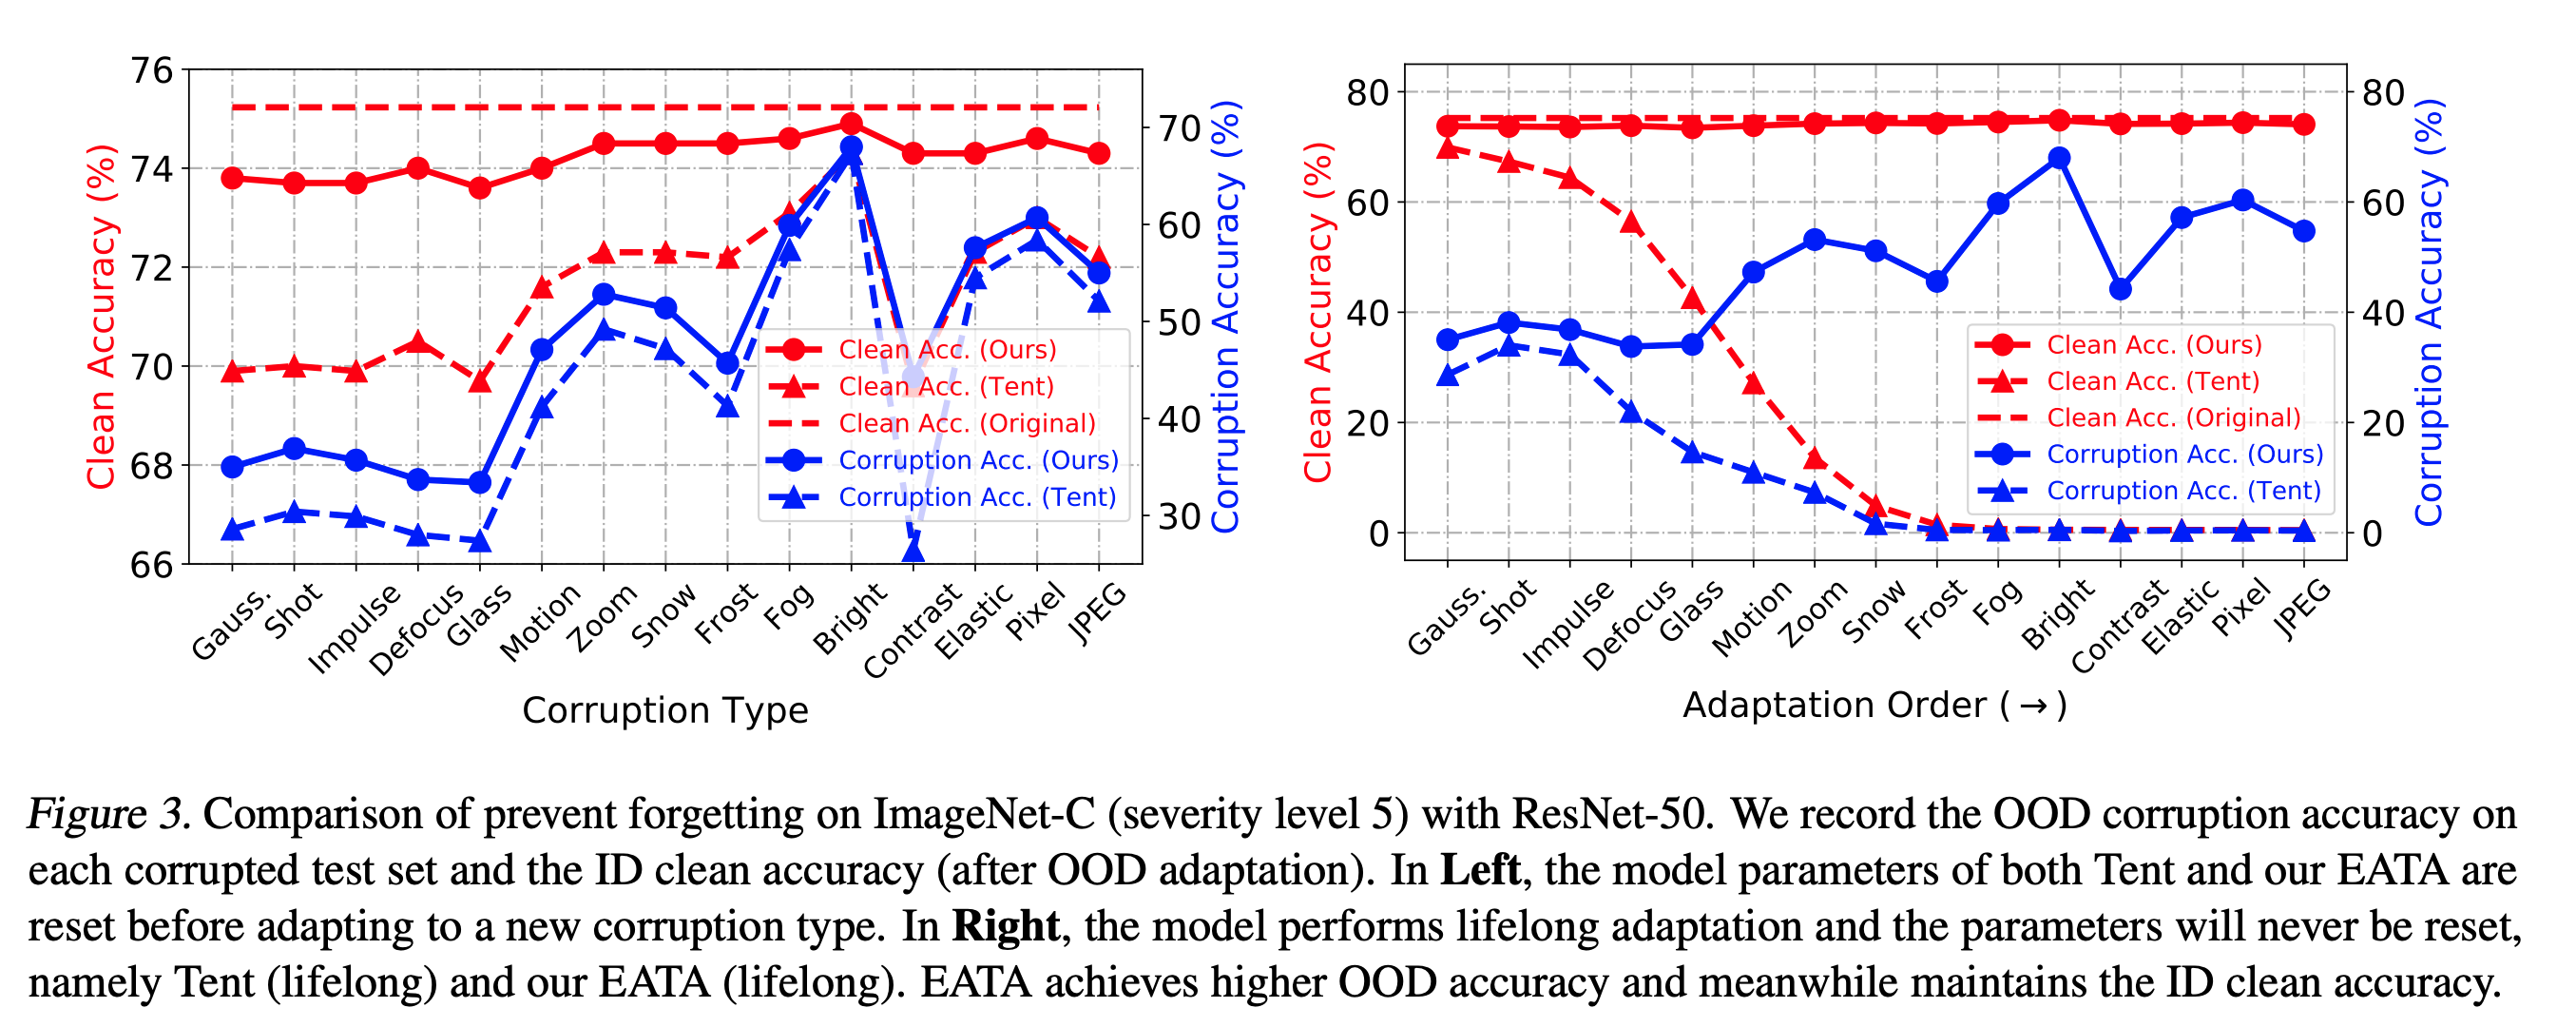 76
74
72
70
68
66
Clean Accuracy (%)
70
60
50
40
30
Corruption Accuracy (%)
Clean Acc. (Ours)
Clean Acc. (Tent)
Clean Acc. (Original)
Corruption Acc. (Ours)
Corruption Acc. (Tent)
Gauss.
Shot
Impulse
Defocus
Glass
Motion
Zoom
Snow
Frost
Fog
Bright
Contrast
Elastic
Pixel
JPEG
Corruption Type
80
60
40
20
0
Clean Accuracy (%)
80
60
40
20
0
Corruption Accuracy (%)
Clean Acc. (Ours)
Clean Acc. (Tent)
Clean Acc. (Original)
Corruption Acc. (Ours)
Corruption Acc. (Tent)
Gauss.
Shot
Impulse
Defocus
Glass
Motion
Zoom
Snow
Frost
Fog
Bright
Contrast
Elastic
Pixel
JPEG
Adaptation Order (→)
Figure 3. Comparison of prevent forgetting on ImageNet-C (severity level 5) with ResNet-50. We record the OOD corruption accuracy on
each corrupted test set and the ID clean accuracy (after OOD adaptation). In Left, the model parameters of both Tent and our EATA are
reset before adapting to a new corruption type. In Right, the model performs lifelong adaptation and the parameters will never be reset,
namely Tent (lifelong) and our EATA (lifelong). EATA achieves higher OOD accuracy and meanwhile maintains the ID clean accuracy.